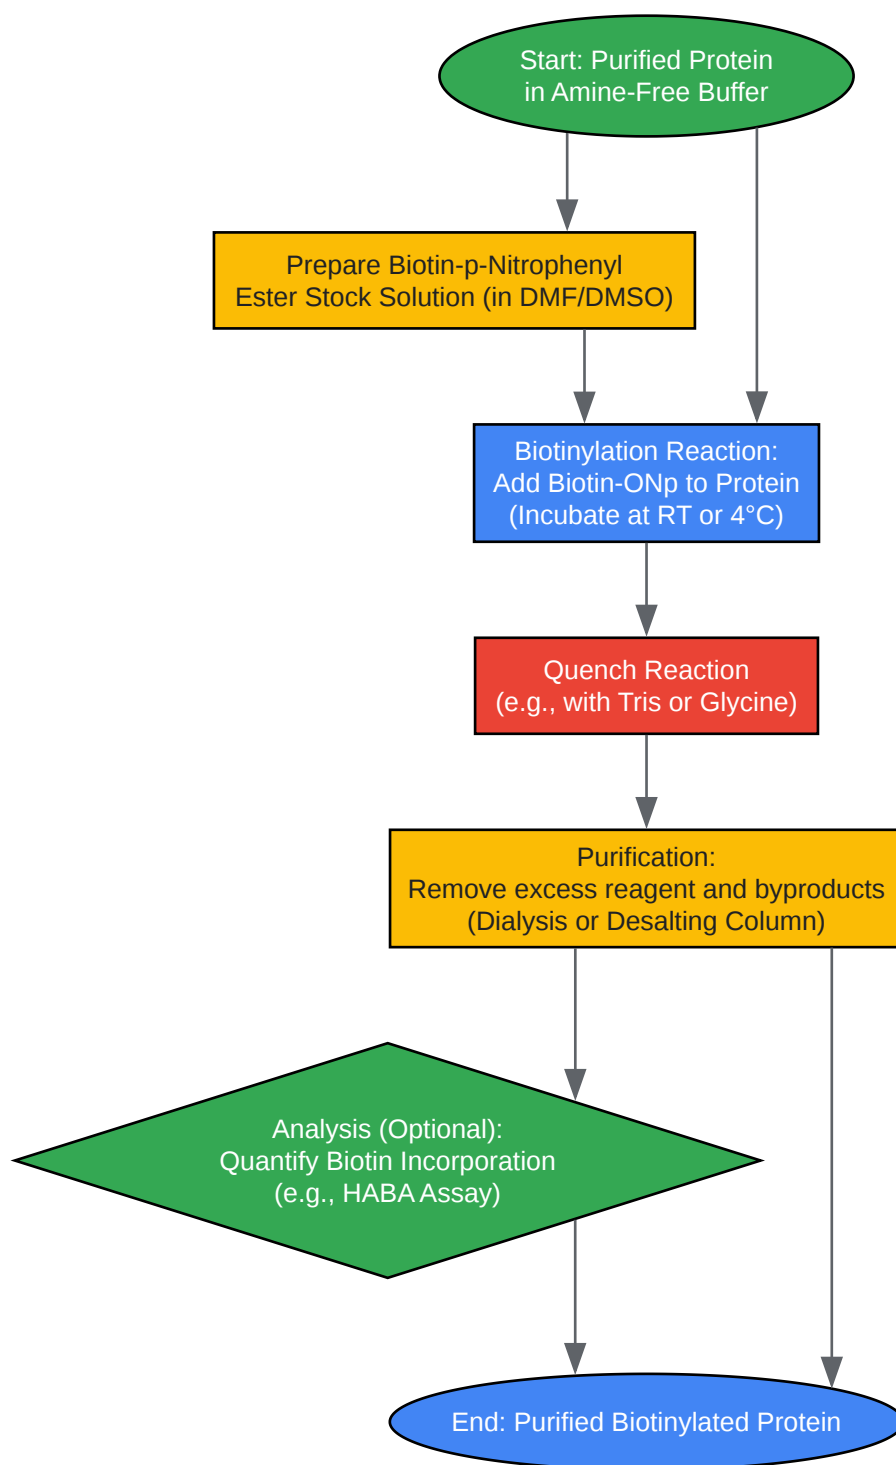 Start: Purified Protein
in Amine-Free Buffer
Prepare Biotin-p-Nitrophenyl
Ester Stock Solution (in DMF/DMSO)
Biotinylation Reaction:
Add Biotin-ONp to Protein
(Incubate at RT or 4°C)
Quench Reaction
(e.g., with Tris or Glycine)
Purification:
Remove excess reagent and byproducts
(Dialysis or Desalting Column)
Analysis (Optional):
Quantify Biotin Incorporation
(e.g., HABA Assay)
End: Purified Biotinylated Protein